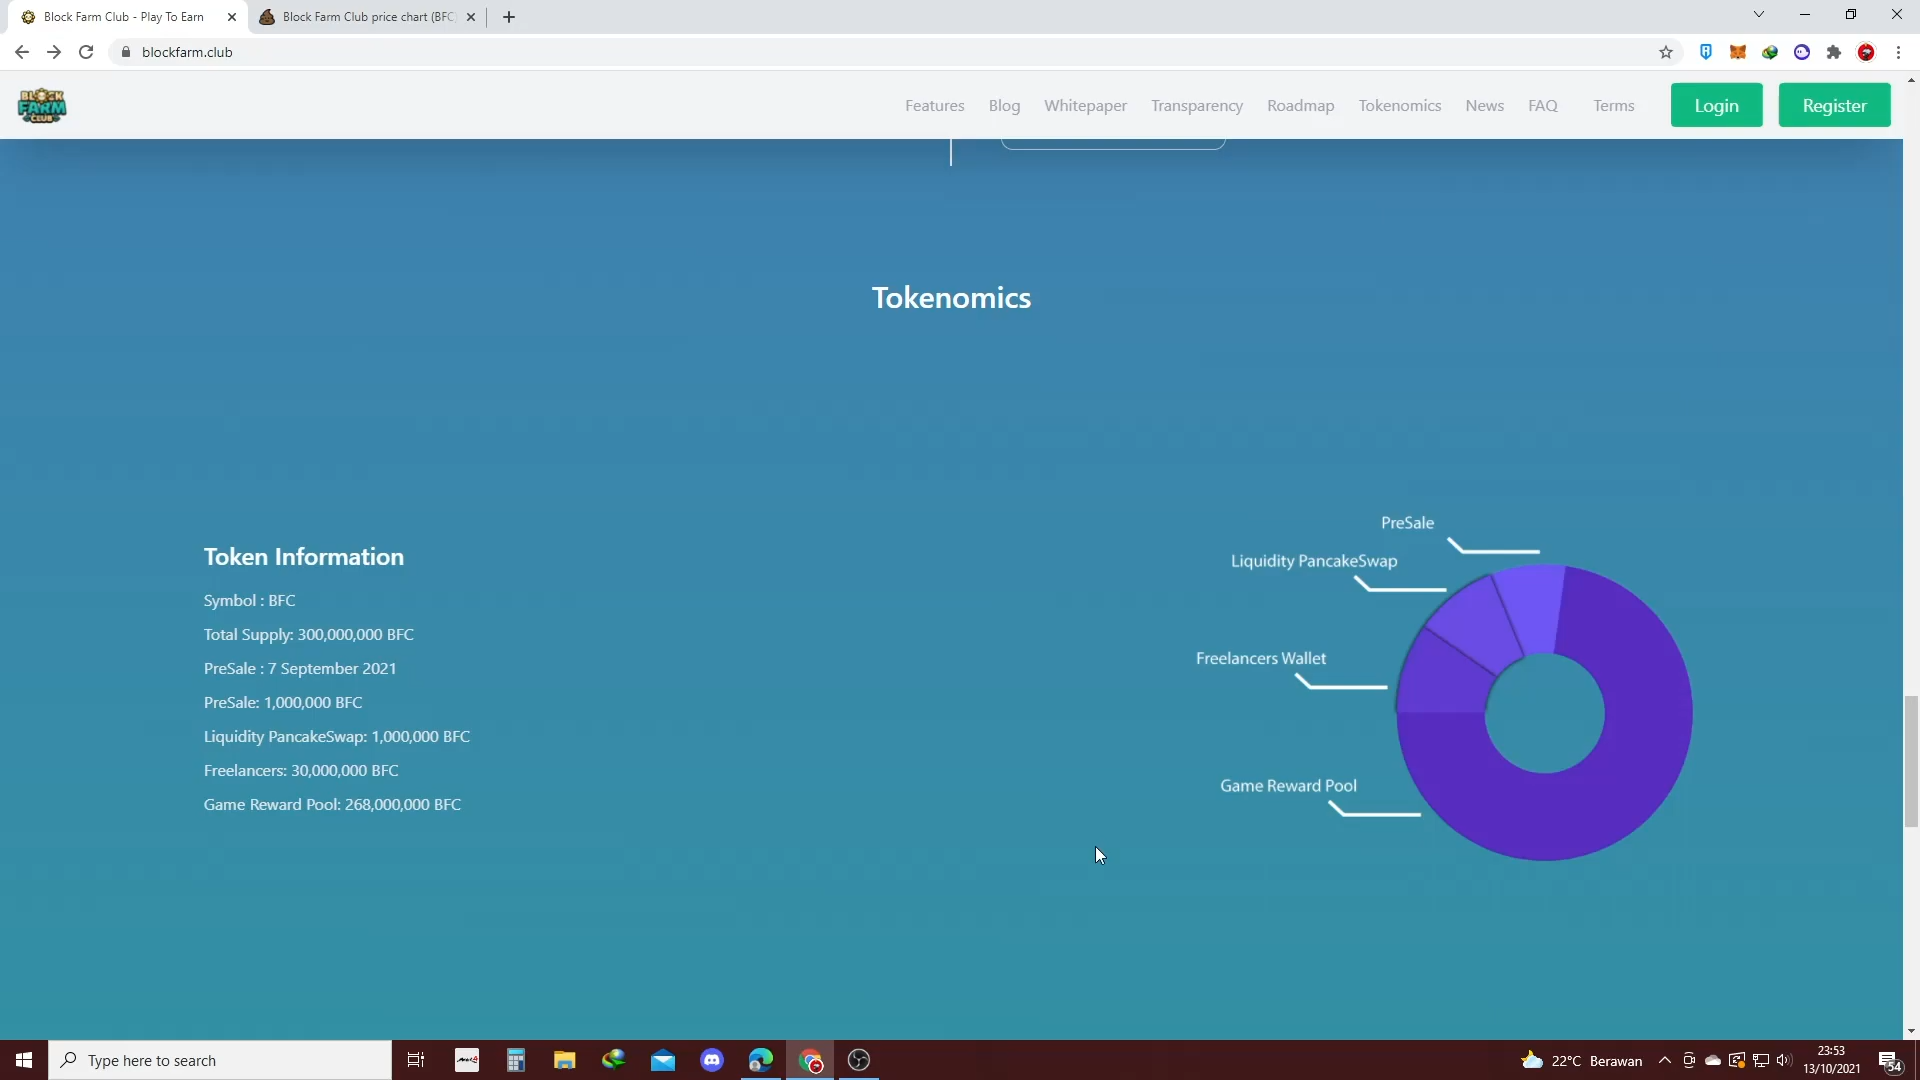 Block Farm Club - Play To Earn
Block Farm Club price chart (BFC
blockfarm.club
BLOCK
FARM
CLUB
Features
Blog
Whitepaper
Transparency
Roadmap
Tokenomics
News
FAQ
Terms
Login
Register
Tokenomics
Token Information
Symbol : BFC
Total Supply: 300,000,000 BFC
PreSale : 7 September 2021
PreSale: 1,000,000 BFC
Liquidity PancakeSwap: 1,000,000 BFC
Freelancers: 30,000,000 BFC
Game Reward Pool: 268,000,000 BFC
PreSale
Liquidity PancakeSwap
Freelancers Wallet
Game Reward Pool
Type here to search
22°C Berawan
23:53
13/10/2021
54